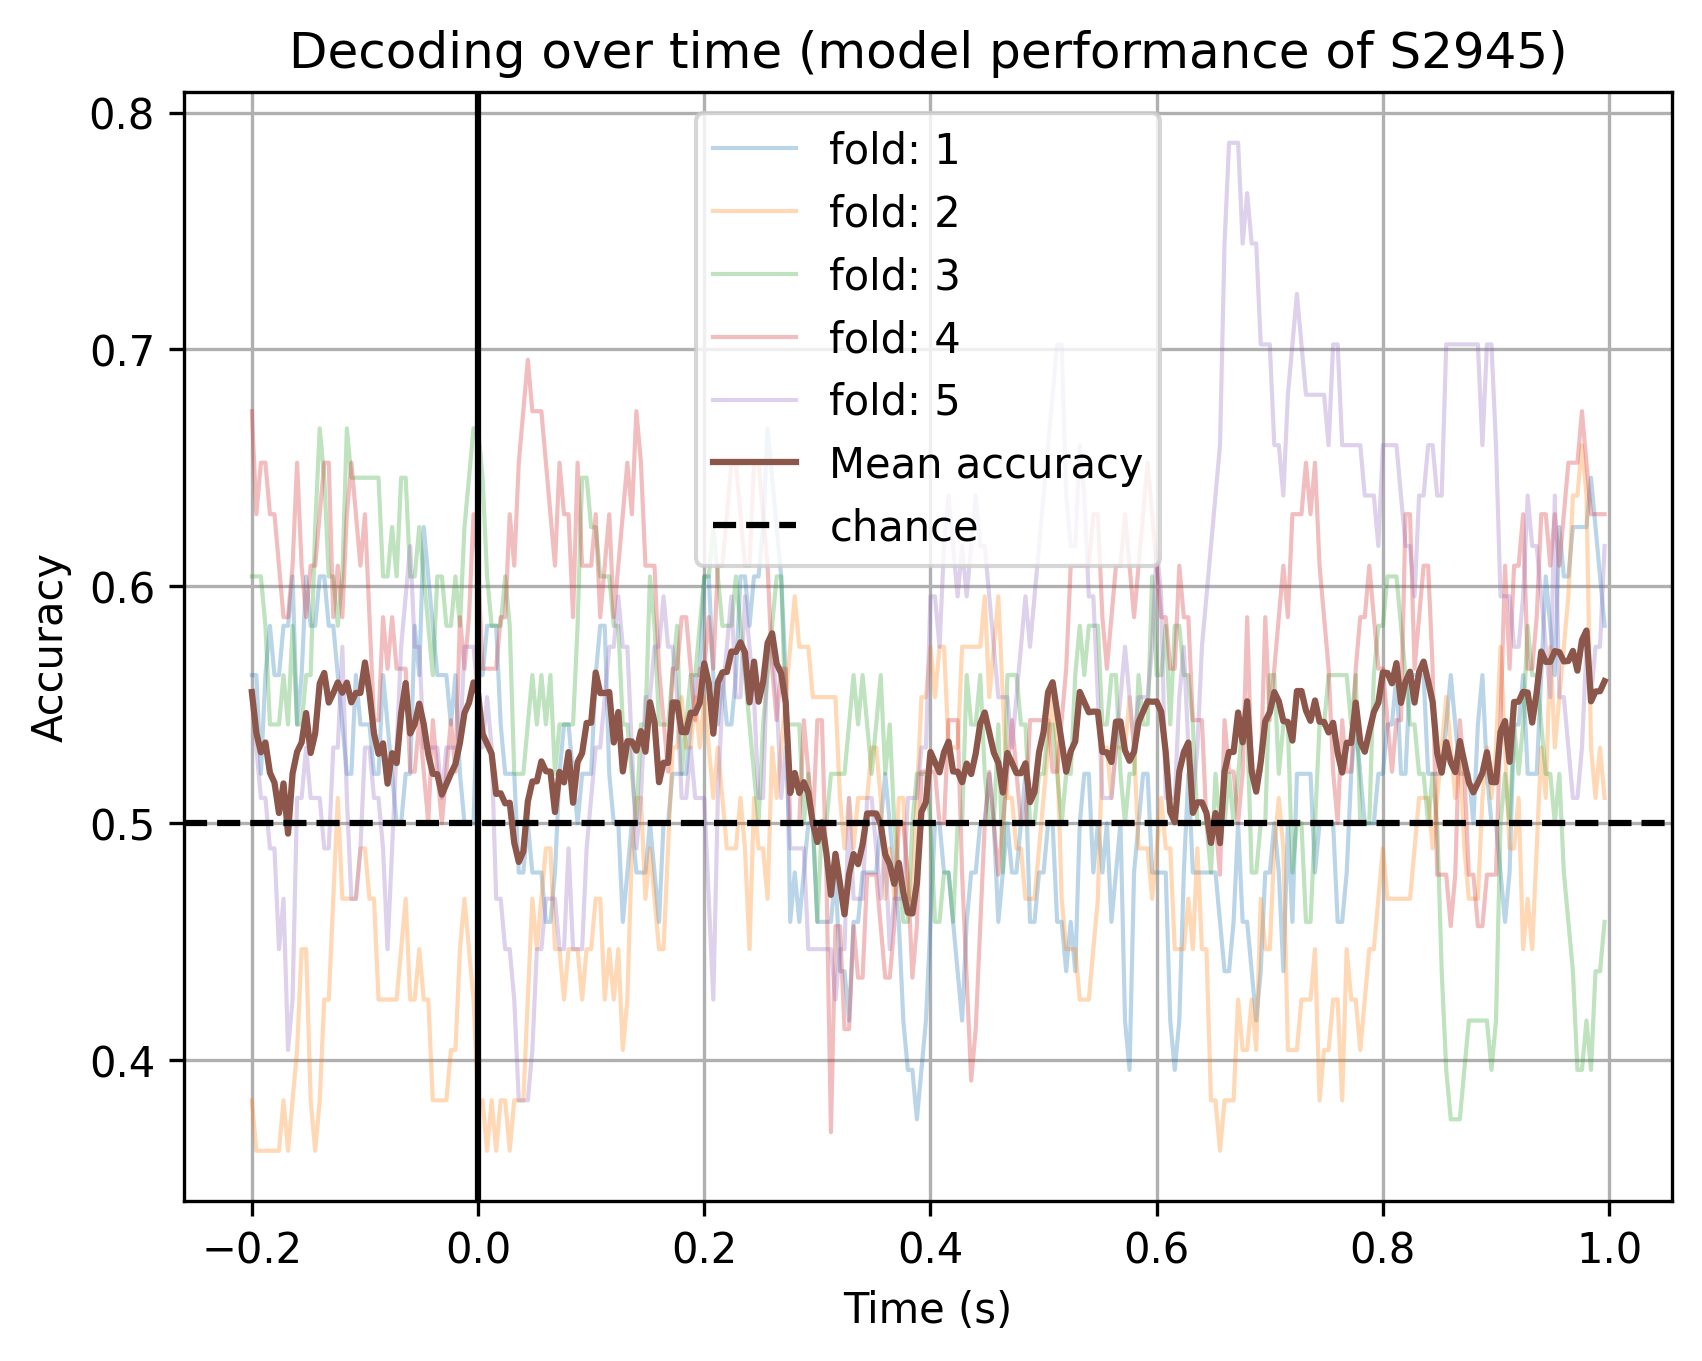 Decoding over time (model performance of S2945)
0.8
0.7
0.6
0.5
0.4
Accuracy
fold: 1
fold: 2
fold: 3
fold: 4
fold: 5
Mean accuracy
chance
−0.2 0.0 0.2 0.4 0.6 0.8 1.0
Time (s)